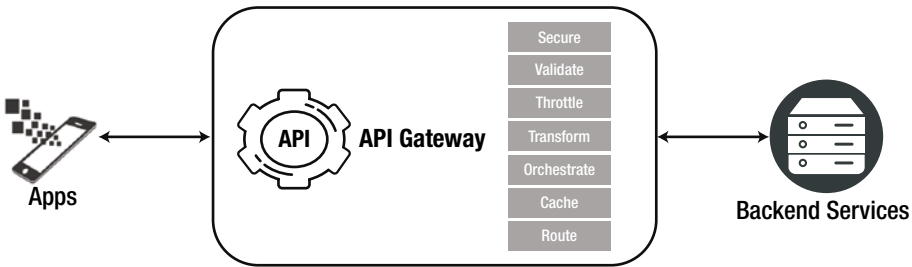 Secure
Validate
Throttle
API
API Gateway
Transform
Orchestrate
Cache
Route
Apps
Backend Services